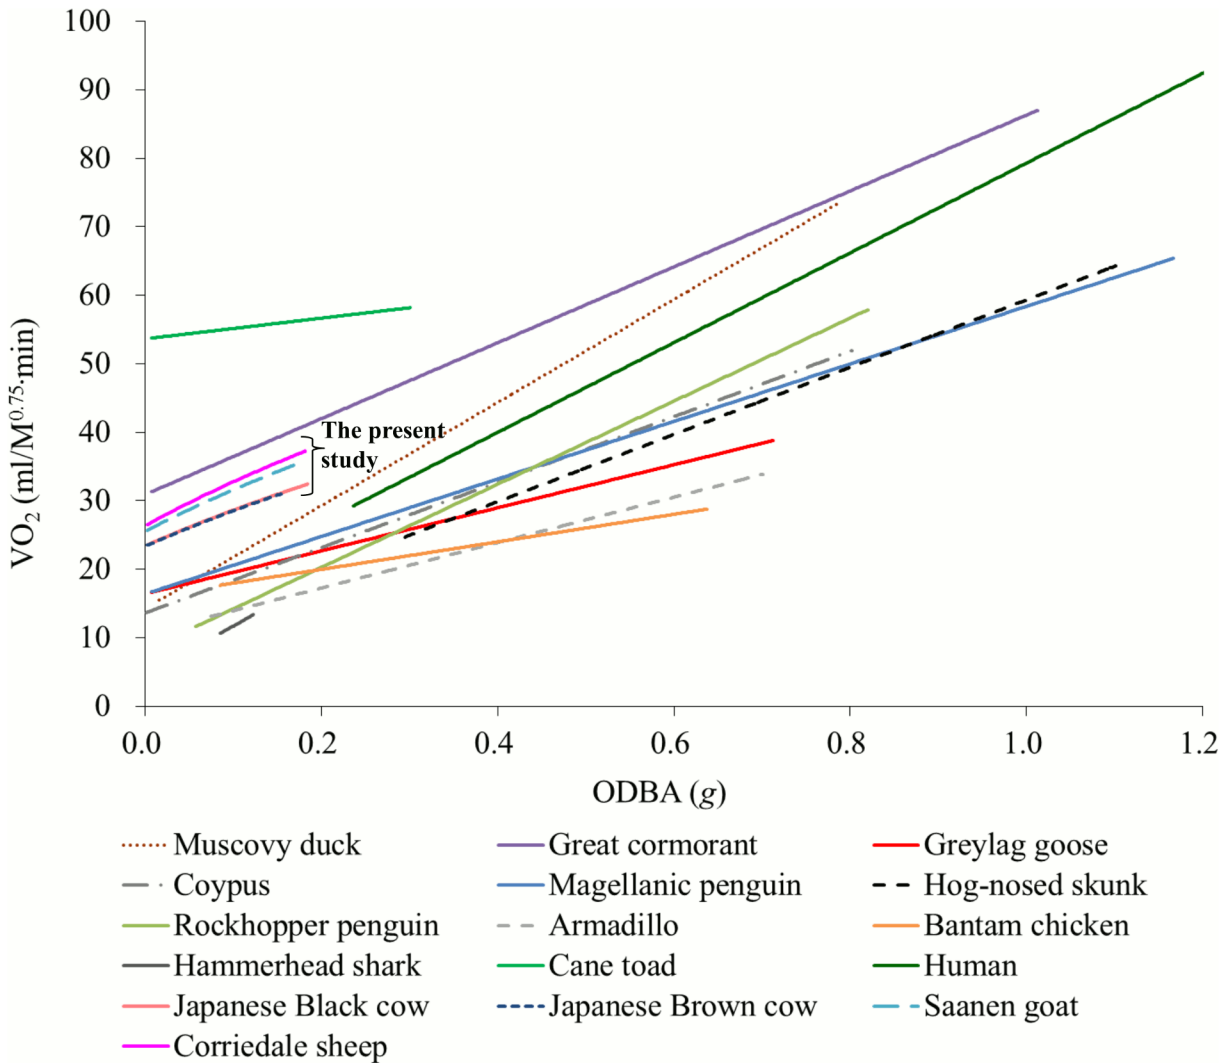 100
90
80
70
60
50
40
30
20
10
0
VO2 (ml/M^0.75·min)
The present
study
0.0 0.2 0.4 0.6 0.8 1.0 1.2
ODBA (g)
Muscovy duck Great cormorant Greylag goose
Coypus Magellanic penguin Hog-nosed skunk
Rockhopper penguin Armadillo Bantam chicken
Hammerhead shark Cane toad Human
Japanese Black cow Japanese Brown cow Saanen goat
Corriedale sheep